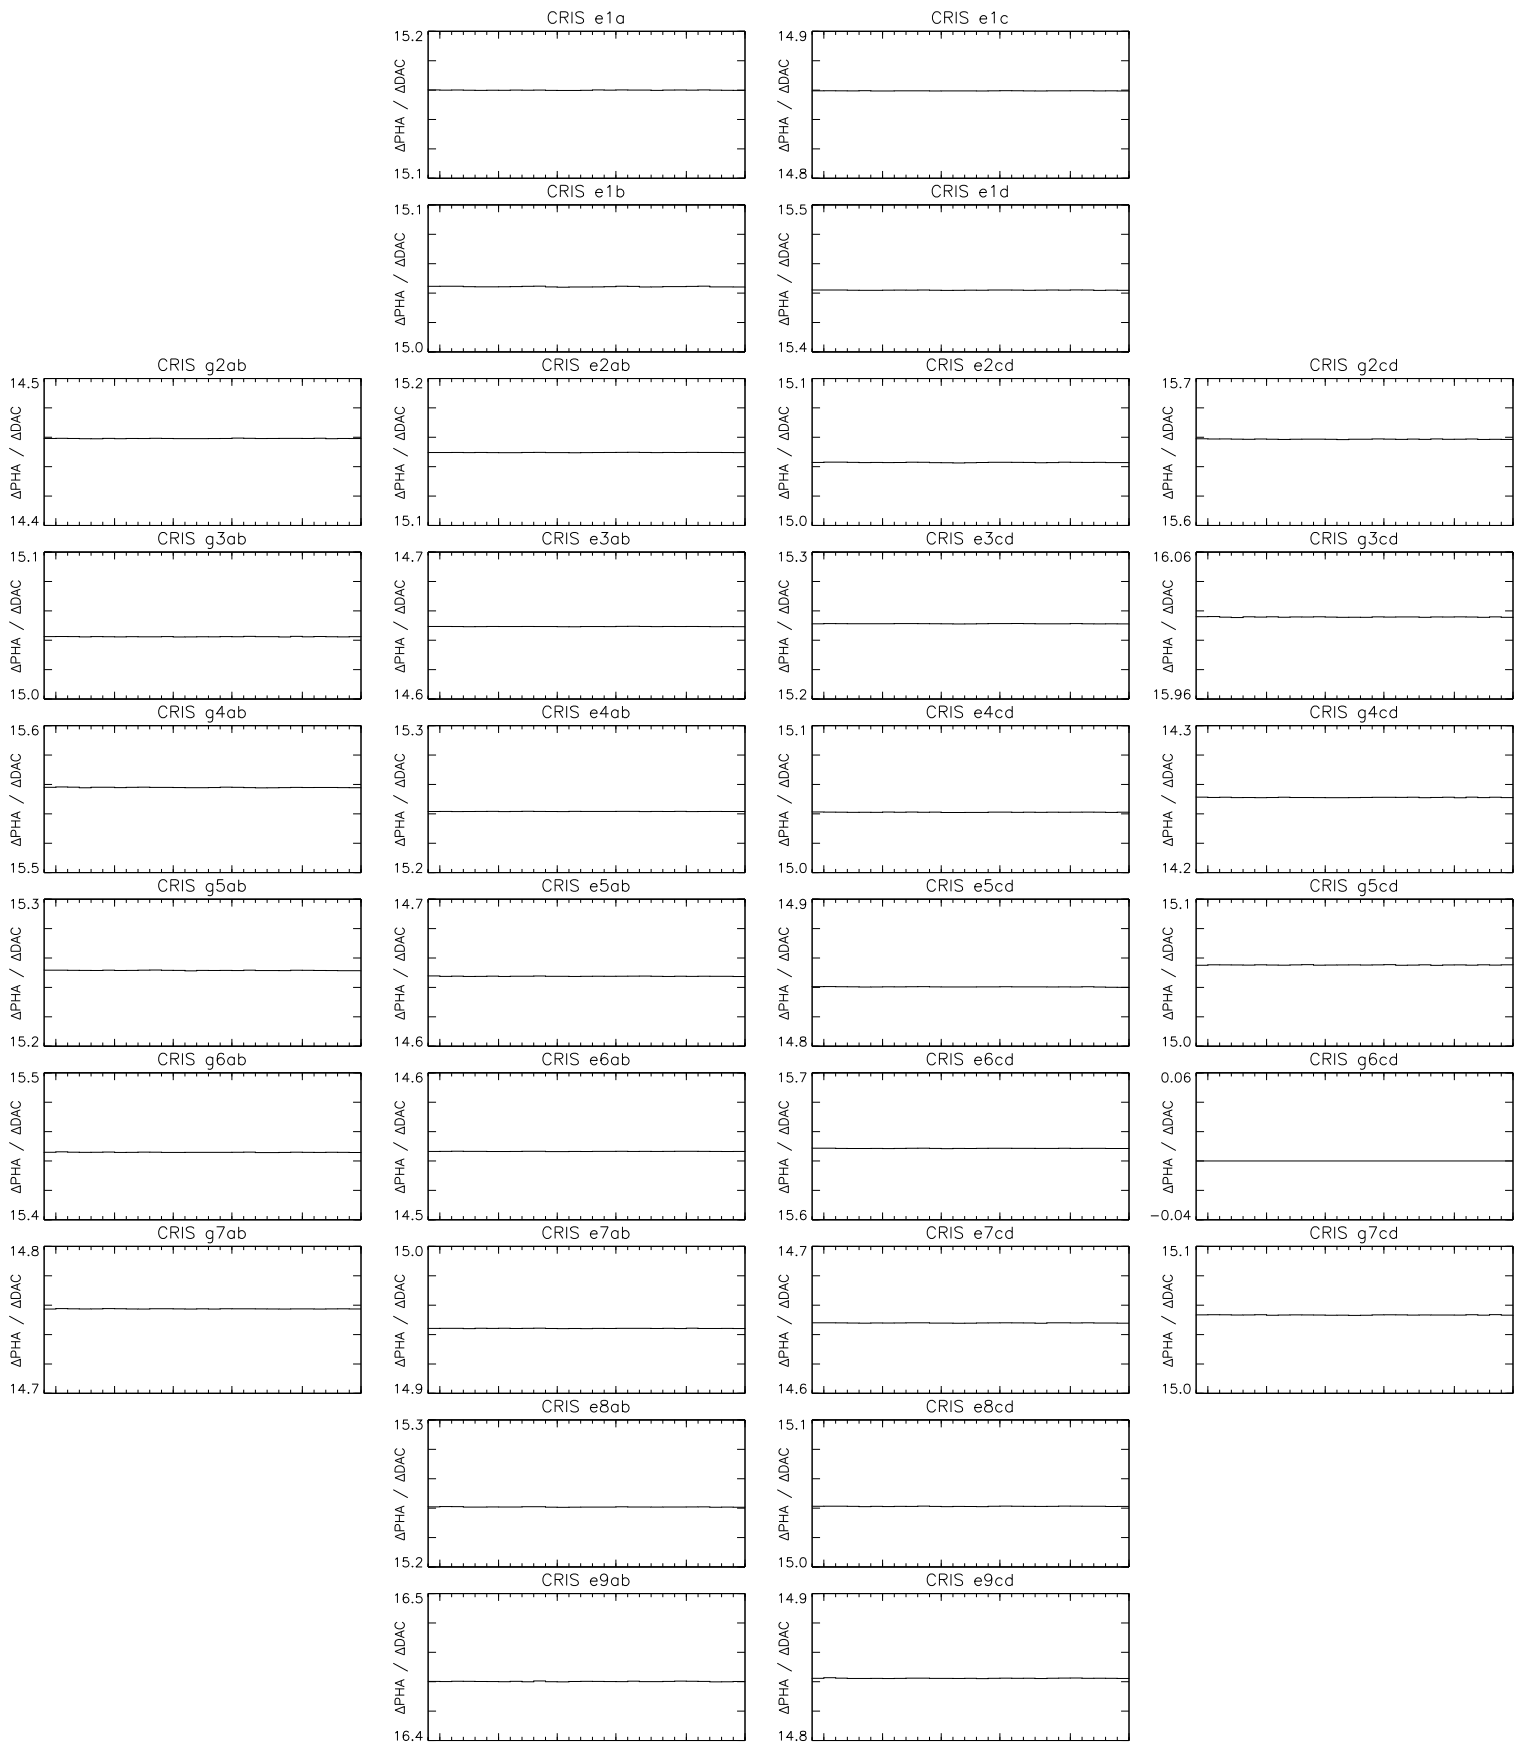 CRIS e1a
15.2
ΔPHA / ΔDAC
15.1
CRIS e1c
14.9
ΔPHA / ΔDAC
14.8
CRIS e1b
15.1
ΔPHA / ΔDAC
15.0
CRIS e1d
15.5
ΔPHA / ΔDAC
15.4
CRIS g2ab
14.5
ΔPHA / ΔDAC
14.4
CRIS e2ab
15.2
ΔPHA / ΔDAC
15.1
CRIS e2cd
15.1
ΔPHA / ΔDAC
15.0
CRIS g2cd
15.7
ΔPHA / ΔDAC
15.6
CRIS g3ab
15.1
ΔPHA / ΔDAC
15.0
CRIS e3ab
14.7
ΔPHA / ΔDAC
14.6
CRIS e3cd
15.3
ΔPHA / ΔDAC
15.2
CRIS g3cd
16.06
ΔPHA / ΔDAC
15.96
CRIS g4ab
15.6
ΔPHA / ΔDAC
15.5
CRIS e4ab
15.3
ΔPHA / ΔDAC
15.2
CRIS e4cd
15.1
ΔPHA / ΔDAC
15.0
CRIS g4cd
14.3
ΔPHA / ΔDAC
14.2
CRIS g5ab
15.3
ΔPHA / ΔDAC
15.2
CRIS e5ab
14.7
ΔPHA / ΔDAC
14.6
CRIS e5cd
14.9
ΔPHA / ΔDAC
14.8
CRIS g5cd
15.1
ΔPHA / ΔDAC
15.0
CRIS g6ab
15.5
ΔPHA / ΔDAC
15.4
CRIS e6ab
14.6
ΔPHA / ΔDAC
14.5
CRIS e6cd
15.7
ΔPHA / ΔDAC
15.6
CRIS g6cd
0.06
ΔPHA / ΔDAC
−0.04
CRIS g7ab
14.8
ΔPHA / ΔDAC
14.7
CRIS e7ab
15.0
ΔPHA / ΔDAC
14.9
CRIS e7cd
14.7
ΔPHA / ΔDAC
14.6
CRIS g7cd
15.1
ΔPHA / ΔDAC
15.0
CRIS e8ab
15.3
ΔPHA / ΔDAC
15.2
CRIS e8cd
15.1
ΔPHA / ΔDAC
15.0
CRIS e9ab
16.5
ΔPHA / ΔDAC
16.4
CRIS e9cd
14.9
ΔPHA / ΔDAC
14.8